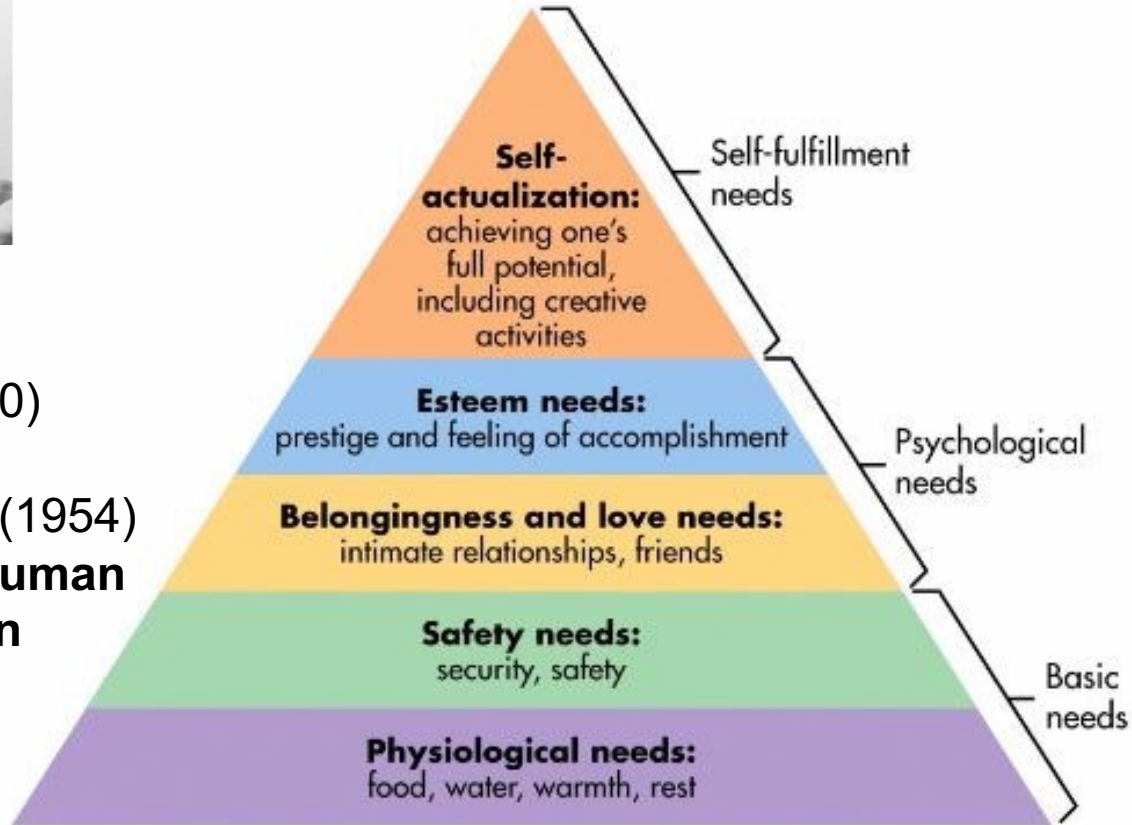 0)
(1954)
uman
n
Self-
actualization:
achieving one's
full potential,
including creative
activities
Esteem needs:
prestige and feeling of accomplishment
Belongingness and love needs:
intimate relationships, friends
Safety needs:
security, safety
Physiological needs:
food, water, warmth, rest
Self-fulfillment
needs
Psychological
needs
Basic
needs